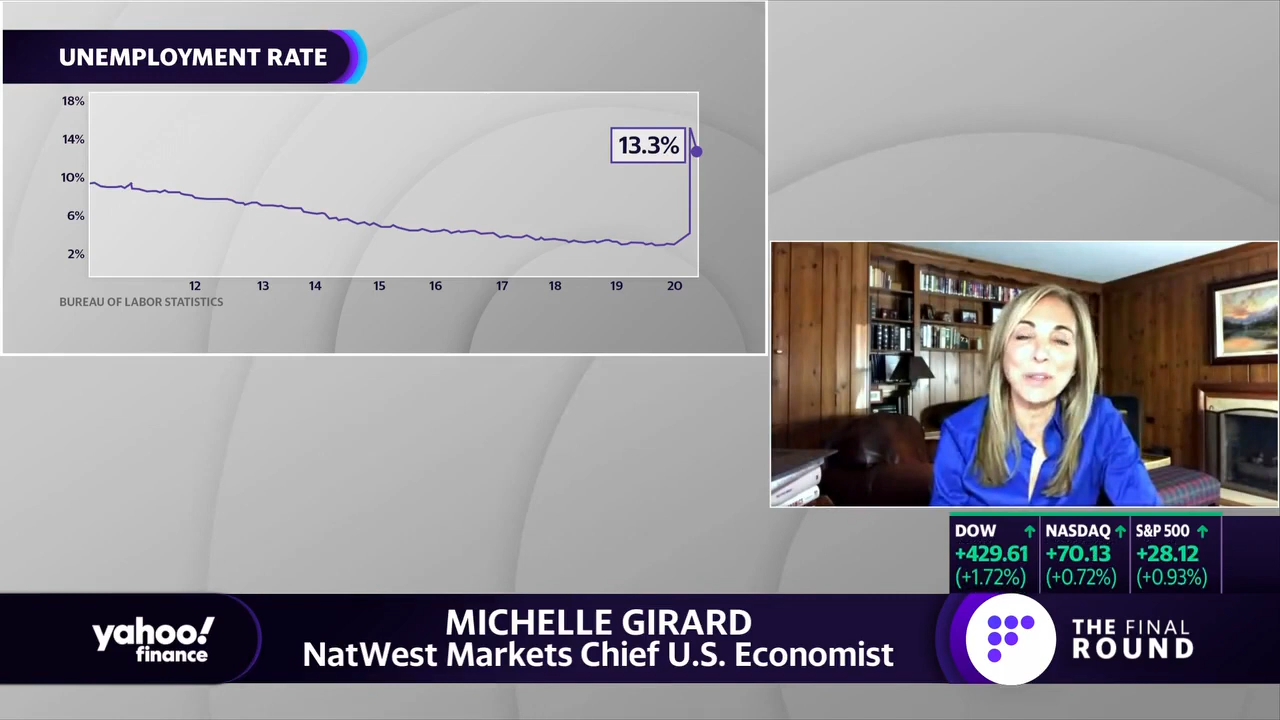 UNEMPLOYMENT RATE
18%
14%
10%
6%
2%
13.3%
12 13 14 15 16 17 18 19 20
BUREAU OF LABOR STATISTICS
DOW
+429.61
(+1.72%)
NASDAQ
+70.13
(+0.72%)
S&P 500
+28.12
(+0.93%)
yahoo!
finance
MICHELLE GIRARD
NatWest Markets Chief U.S. Economist
THE FINAL
ROUND